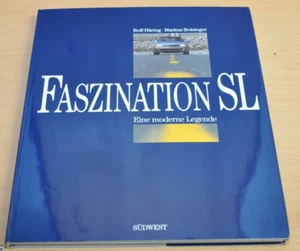 Rolf Häring · Markus Bolsinger
FASZINATION SL
Eine moderne Legende
SÜDWEST